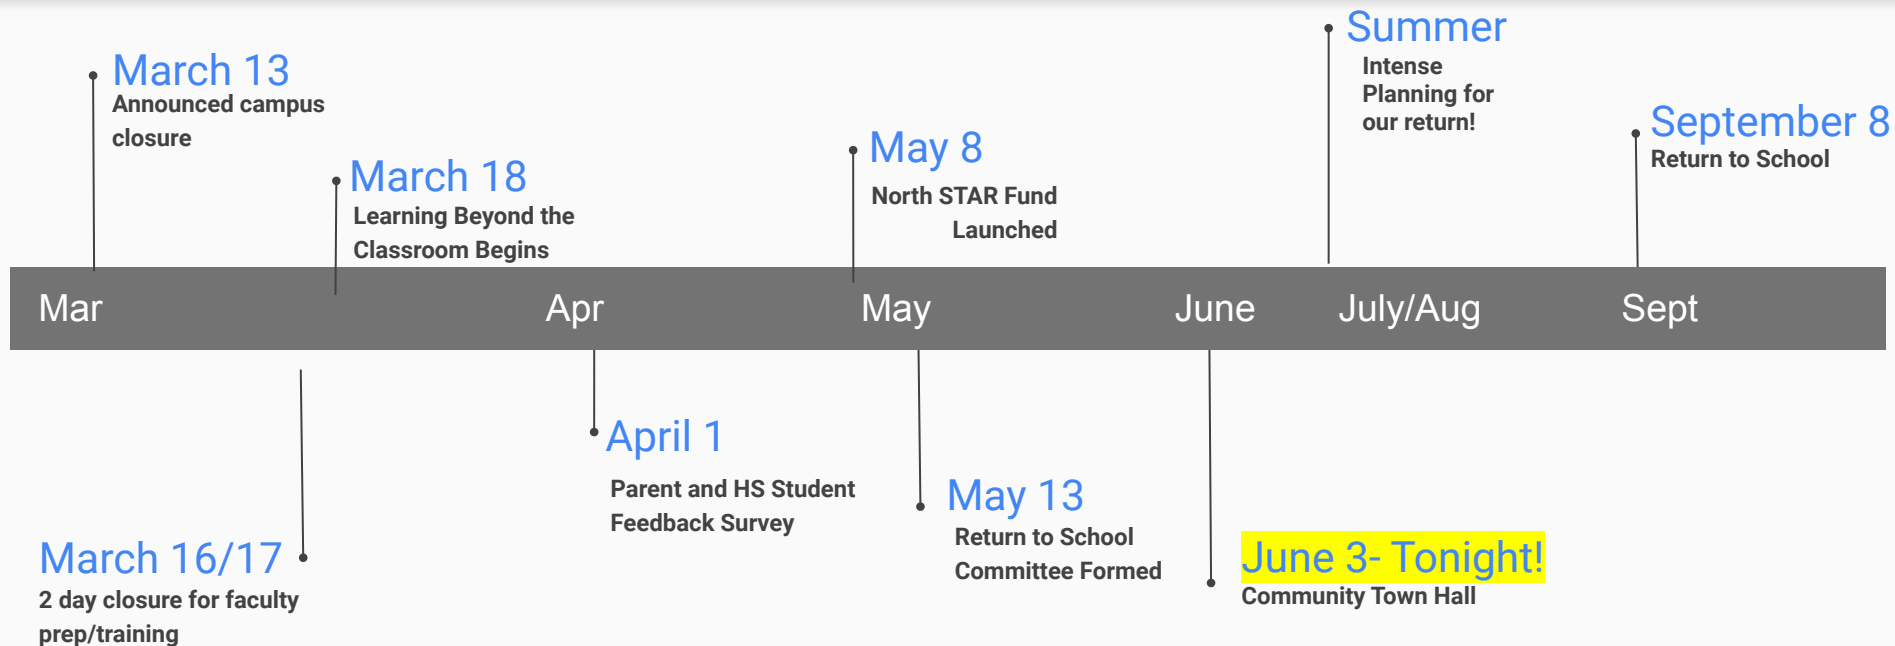 March 13
Announced campus
closure
March 18
Learning Beyond the
Classroom Begins
May 8
North STAR Fund
Launched
Summer
Intense
Planning for
our return!
September 8
Return to School
Mar
Apr
May
June
July/Aug
Sept
March 16/17
2 day closure for faculty
prep/training
April 1
Parent and HS Student
Feedback Survey
May 13
Return to School
Committee Formed
June 3- Tonight!
Community Town Hall